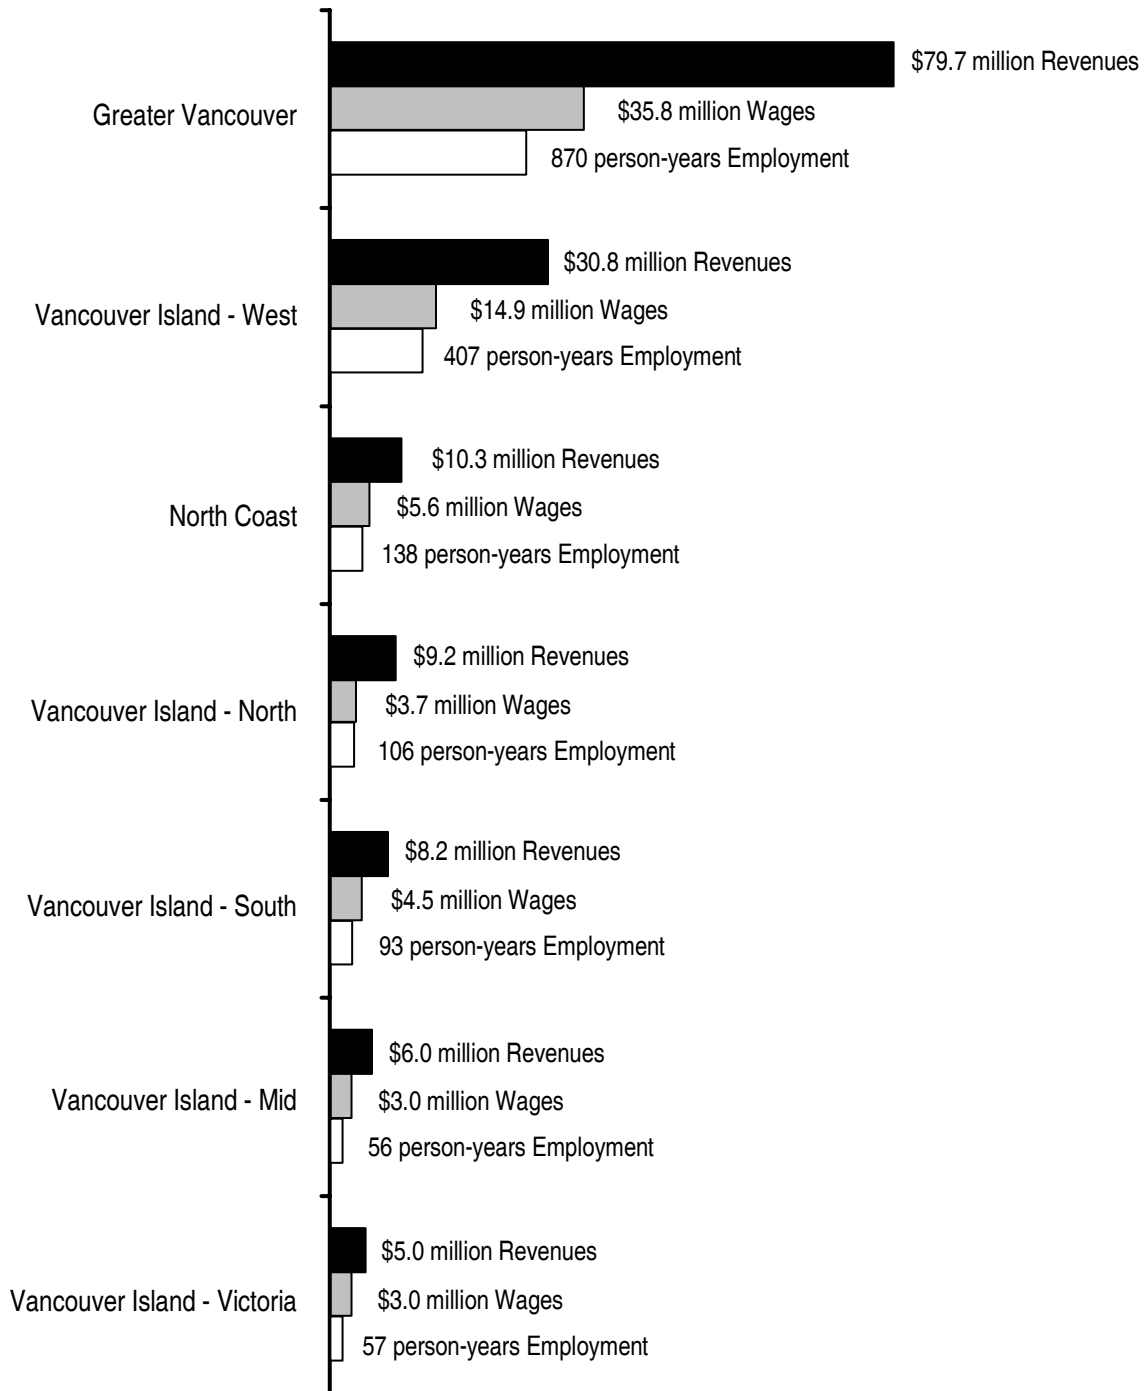 $79.7 million Revenues
Greater Vancouver
$35.8 million Wages
870 person-years Employment
$30.8 million Revenues
Vancouver Island - West
$14.9 million Wages
407 person-years Employment
$10.3 million Revenues
North Coast
$5.6 million Wages
138 person-years Employment
$9.2 million Revenues
Vancouver Island - North
$3.7 million Wages
106 person-years Employment
$8.2 million Revenues
Vancouver Island - South
$4.5 million Wages
93 person-years Employment
$6.0 million Revenues
Vancouver Island - Mid
$3.0 million Wages
56 person-years Employment
$5.0 million Revenues
Vancouver Island - Victoria
$3.0 million Wages
57 person-years Employment